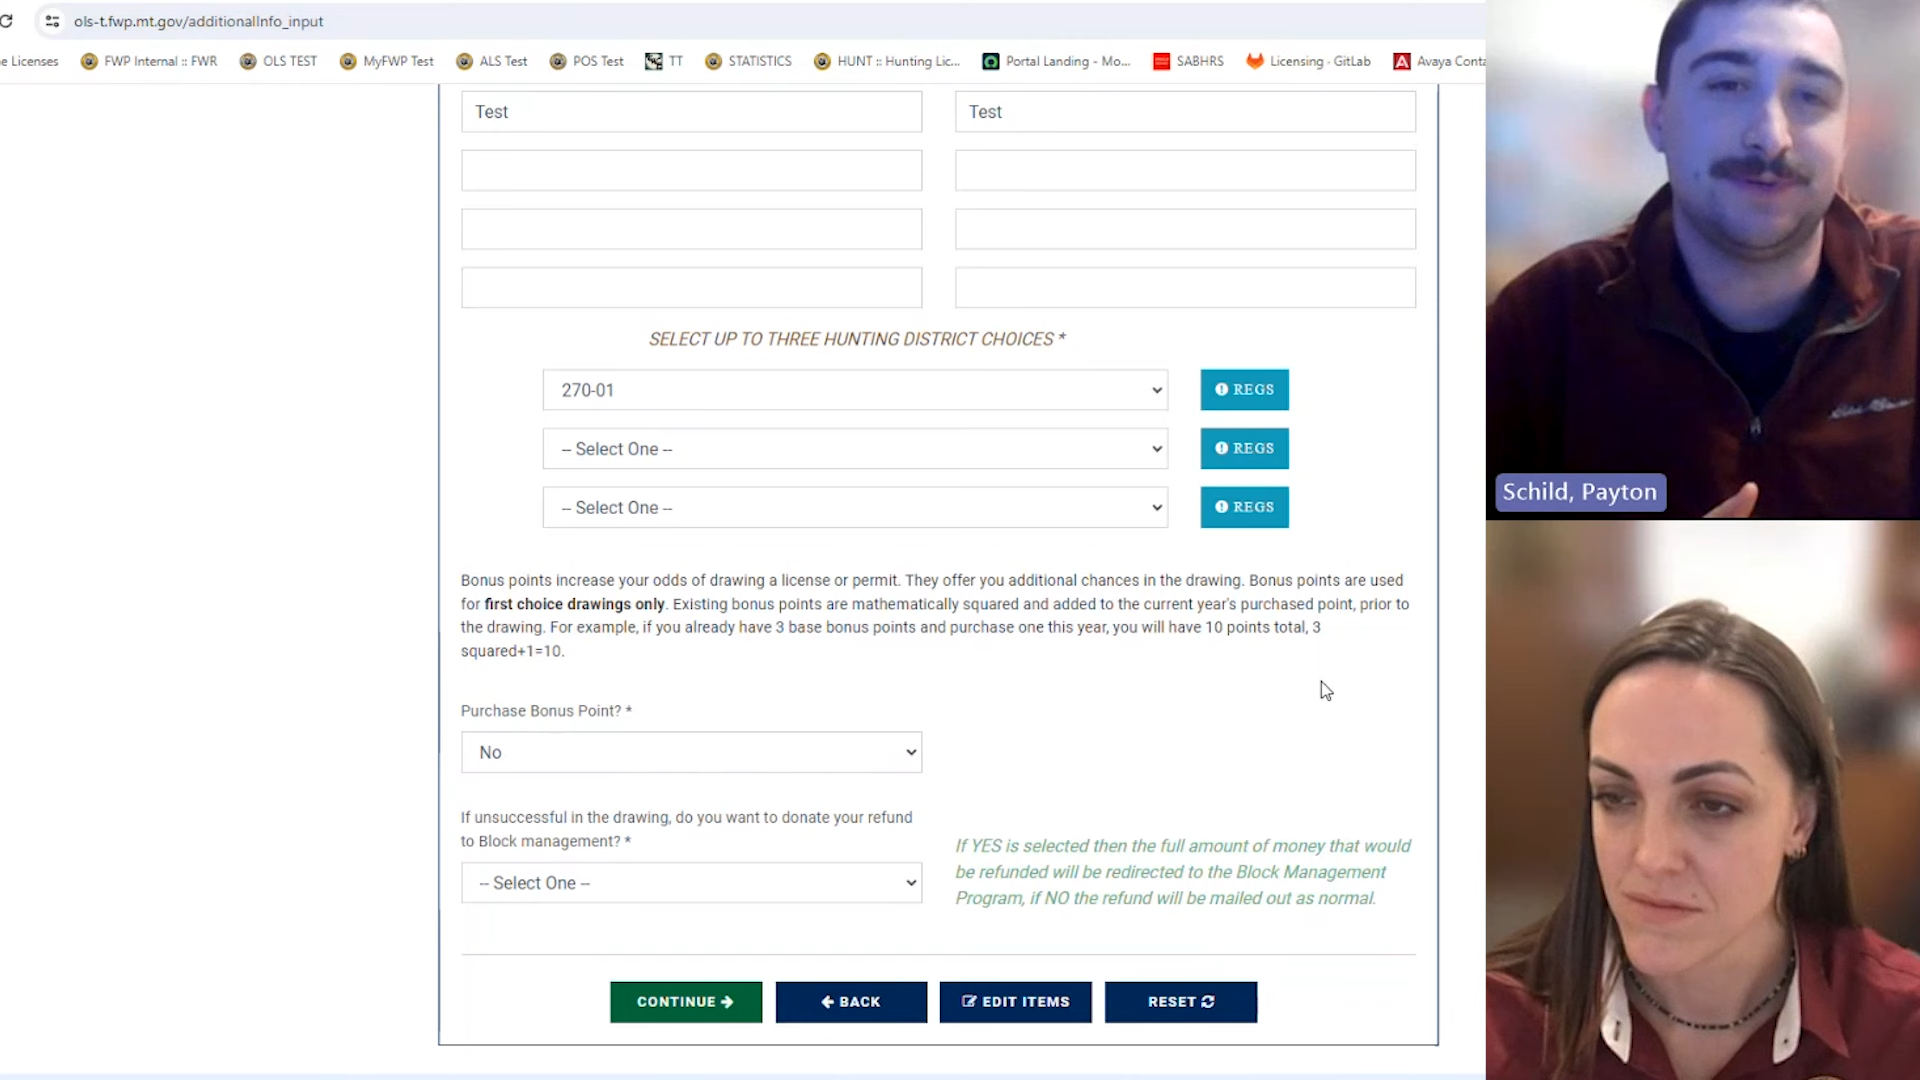 ols-t.fwp.mt.gov/additionalInfo_input
e Licenses
FWP Internal :: FWR
OLS TEST
MyFWP Test
ALS Test
POS Test
TT
STATISTICS
HUNT :: Hunting Lic...
Portal Landing - Mo...
SABHRS
Licensing · GitLab
Avaya Conta
Test
Test
SELECT UP TO THREE HUNTING DISTRICT CHOICES *
270-01
REGS
-- Select One --
REGS
-- Select One --
REGS
Bonus points increase your odds of drawing a license or permit. They offer you additional chances in the drawing. Bonus points are used
for first choice drawings only. Existing bonus points are mathematically squared and added to the current year's purchased point, prior to
the drawing. For example, if you already have 3 base bonus points and purchase one this year, you will have 10 points total, 3
squared+1=10.
Purchase Bonus Point? *
No
If unsuccessful in the drawing, do you want to donate your refund
to Block management? *
-- Select One --
If YES is selected then the full amount of money that would
be refunded will be redirected to the Block Management
Program, if NO the refund will be mailed out as normal.
CONTINUE
BACK
EDIT ITEMS
RESET
Schild, Payton